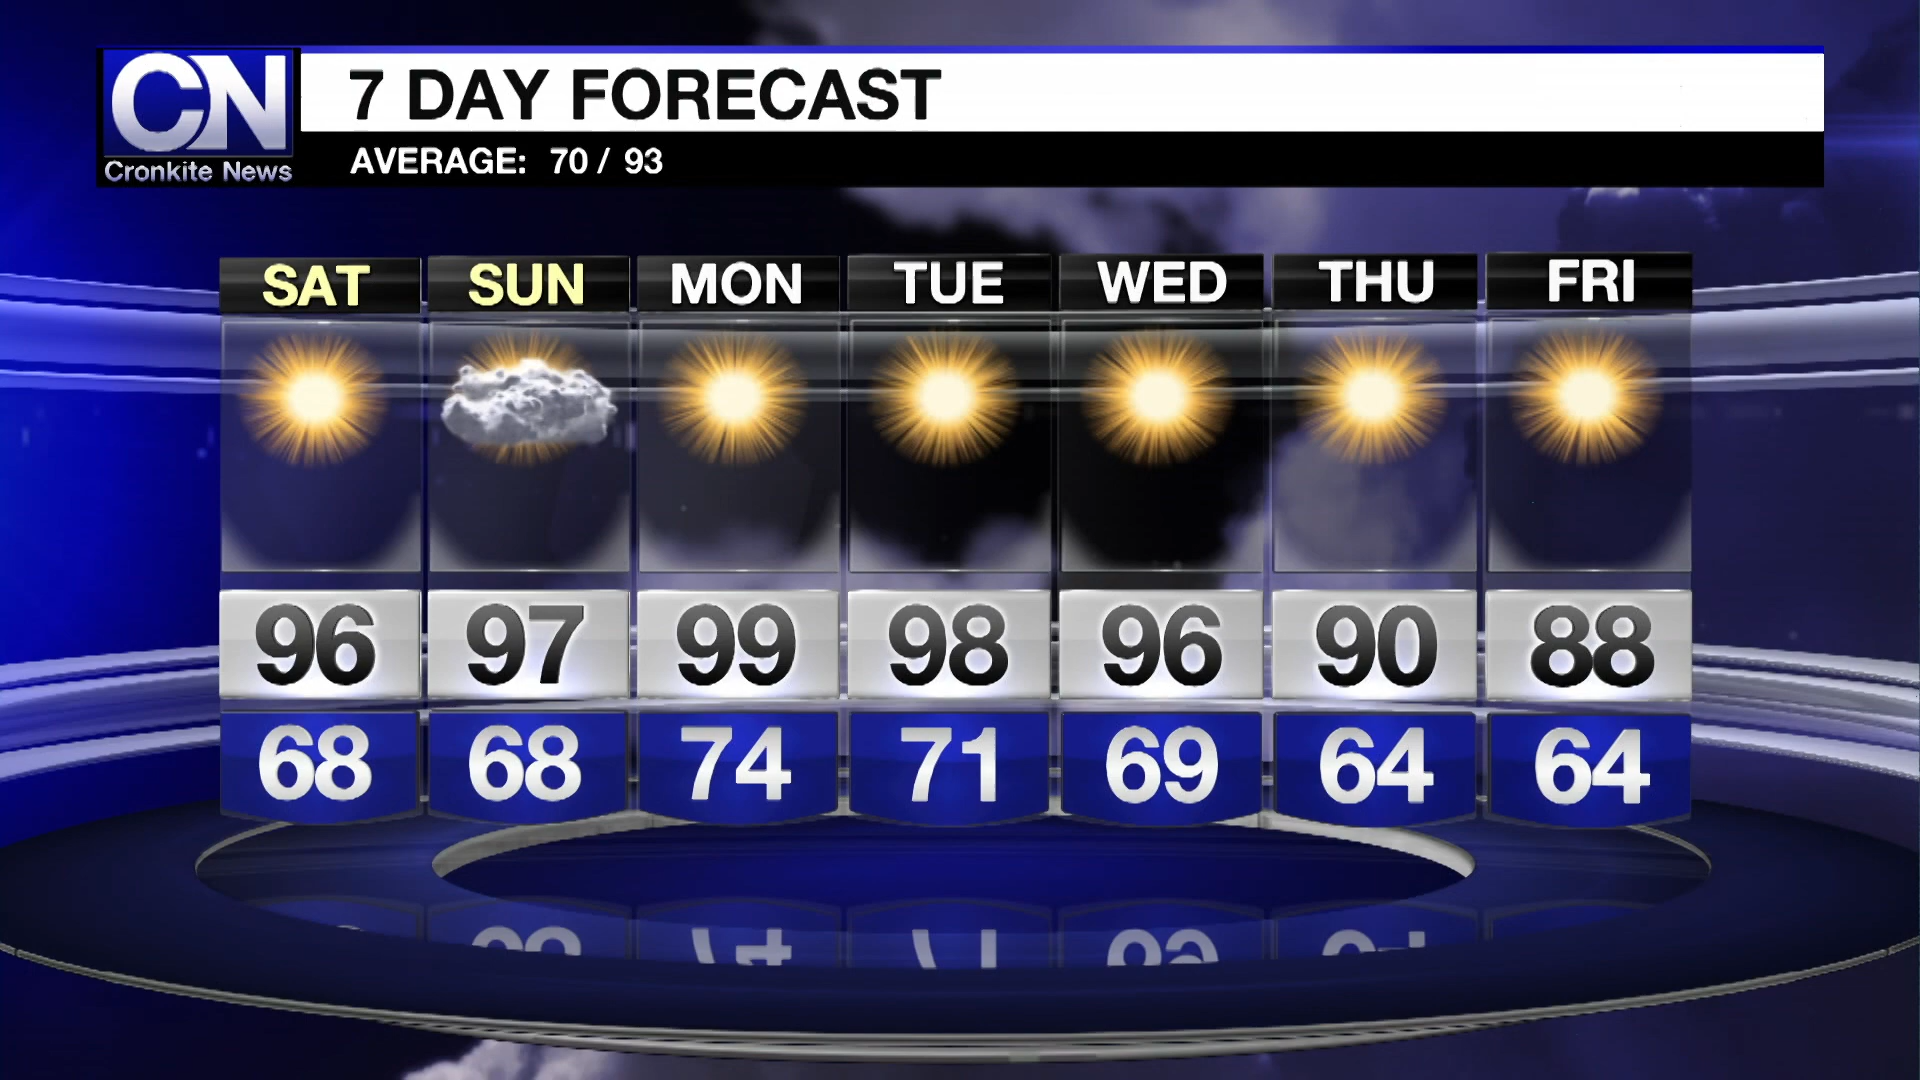 CN
Cronkite News
7 DAY FORECAST
AVERAGE: 70 / 93
SAT SUN MON TUE WED THU FRI
96 97 99 98 96 90 88
68 68 74 71 69 64 64